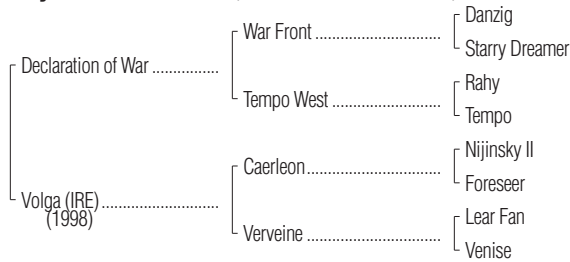 Danzig
War Front ..............................
Starry Dreamer
Declaration of War ................
Rahy
Tempo West ..........................
Tempo
Nijinsky II
Caerleon................................
Foreseer
Volga (IRE) ............................
(1998)
Lear Fan
Verveine ................................
Venise